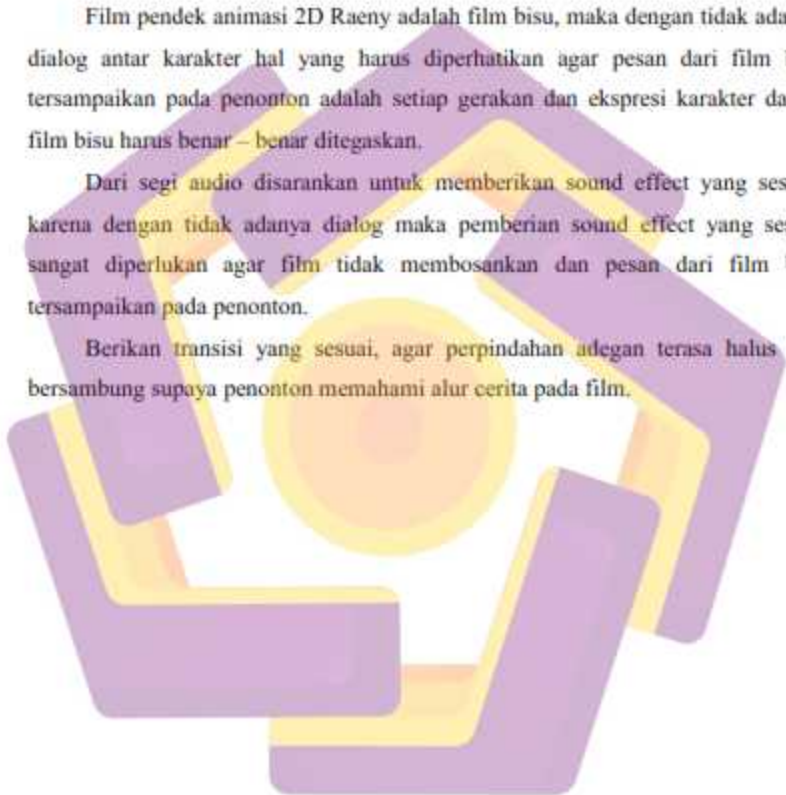 Film pendek animasi 2D Raeny adalah film bisu, maka dengan tidak ada
dialog antar karakter hal yang harus diperhatikan agar pesan dari film
tersampaikan pada penonton adalah setiap gerakan dan ekspresi karakter da
film bisu harus benar – benar ditegaskan.
Dari segi audio disarankan untuk memberikan sound effect yang ses
karena dengan tidak adanya dialog maka pemberian sound effect yang ses
sangat diperlukan agar film tidak membosankan dan pesan dari film
tersampaikan pada penonton.
Berikan transisi yang sesuai, agar perpindahan adegan terasa halus
bersambung supaya penonton memahami alur cerita pada film.